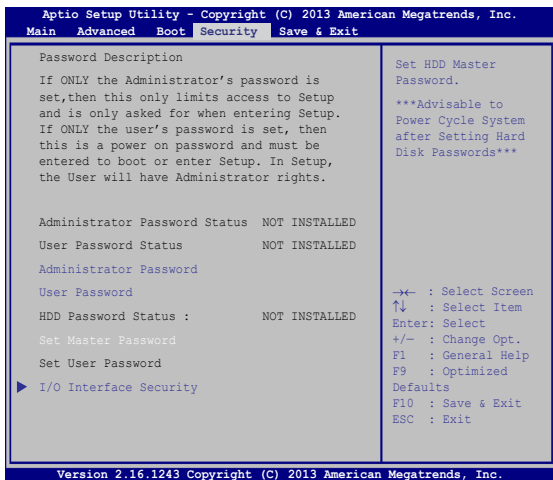 Aptio Setup Utility - Copyright (C) 2013 American Megatrends, Inc.
Main Advanced Boot Security Save & Exit
Password Description
If ONLY the Administrator's password is
set,then this only limits access to Setup
and is only asked for when entering Setup.
If ONLY the user's password is set, then
this is a power on password and must be
entered to boot or enter Setup. In Setup,
the User will have Administrator rights.
Administrator Password Status NOT INSTALLED
User Password Status NOT INSTALLED
Administrator Password
User Password
HDD Password Status : NOT INSTALLED
Set Master Password
Set User Password
I/O Interface Security
Set HDD Master
Password.
***Advisable to
Power Cycle System
after Setting Hard
Disk Passwords***
→← : Select Screen
↑↓ : Select Item
Enter: Select
+/— : Change Opt.
F1 : General Help
F9 : Optimized
Defaults
F10 : Save & Exit
ESC : Exit
Version 2.16.1243 Copyright (C) 2013 American Megatrends, Inc.